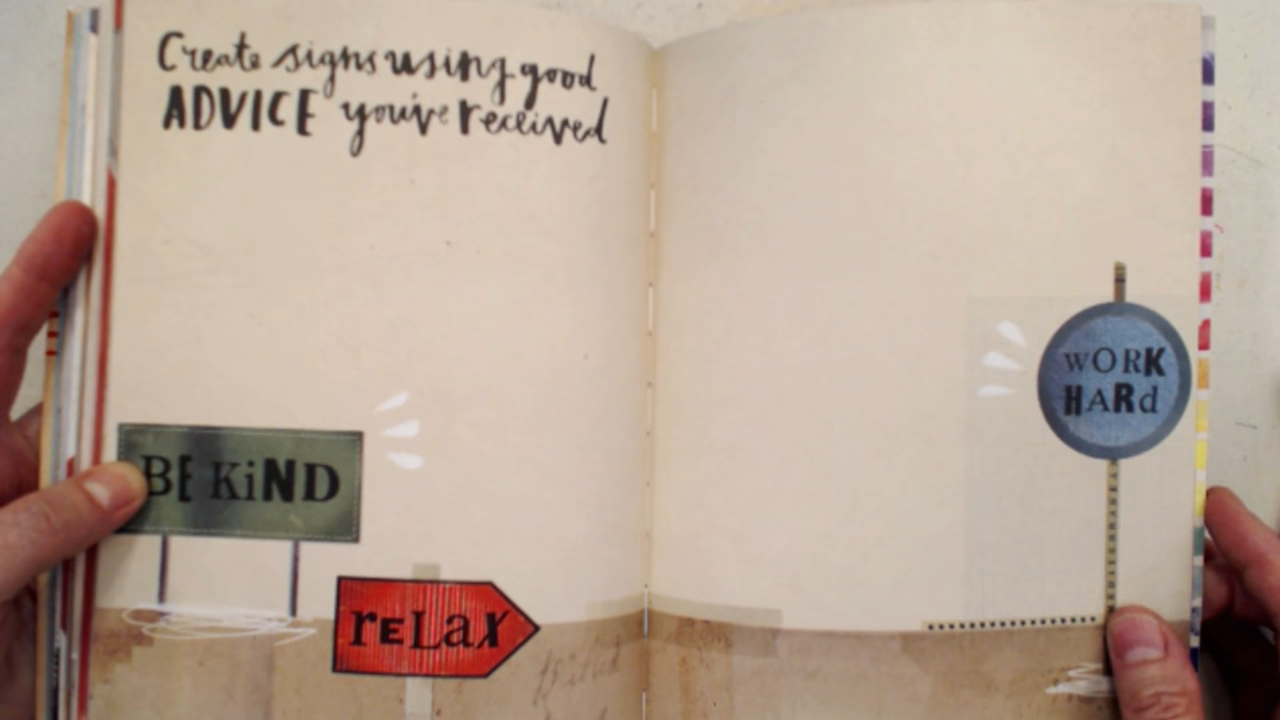 Create signs using good
ADVICE you've received
BE KiND
reLax
WORK
HARd